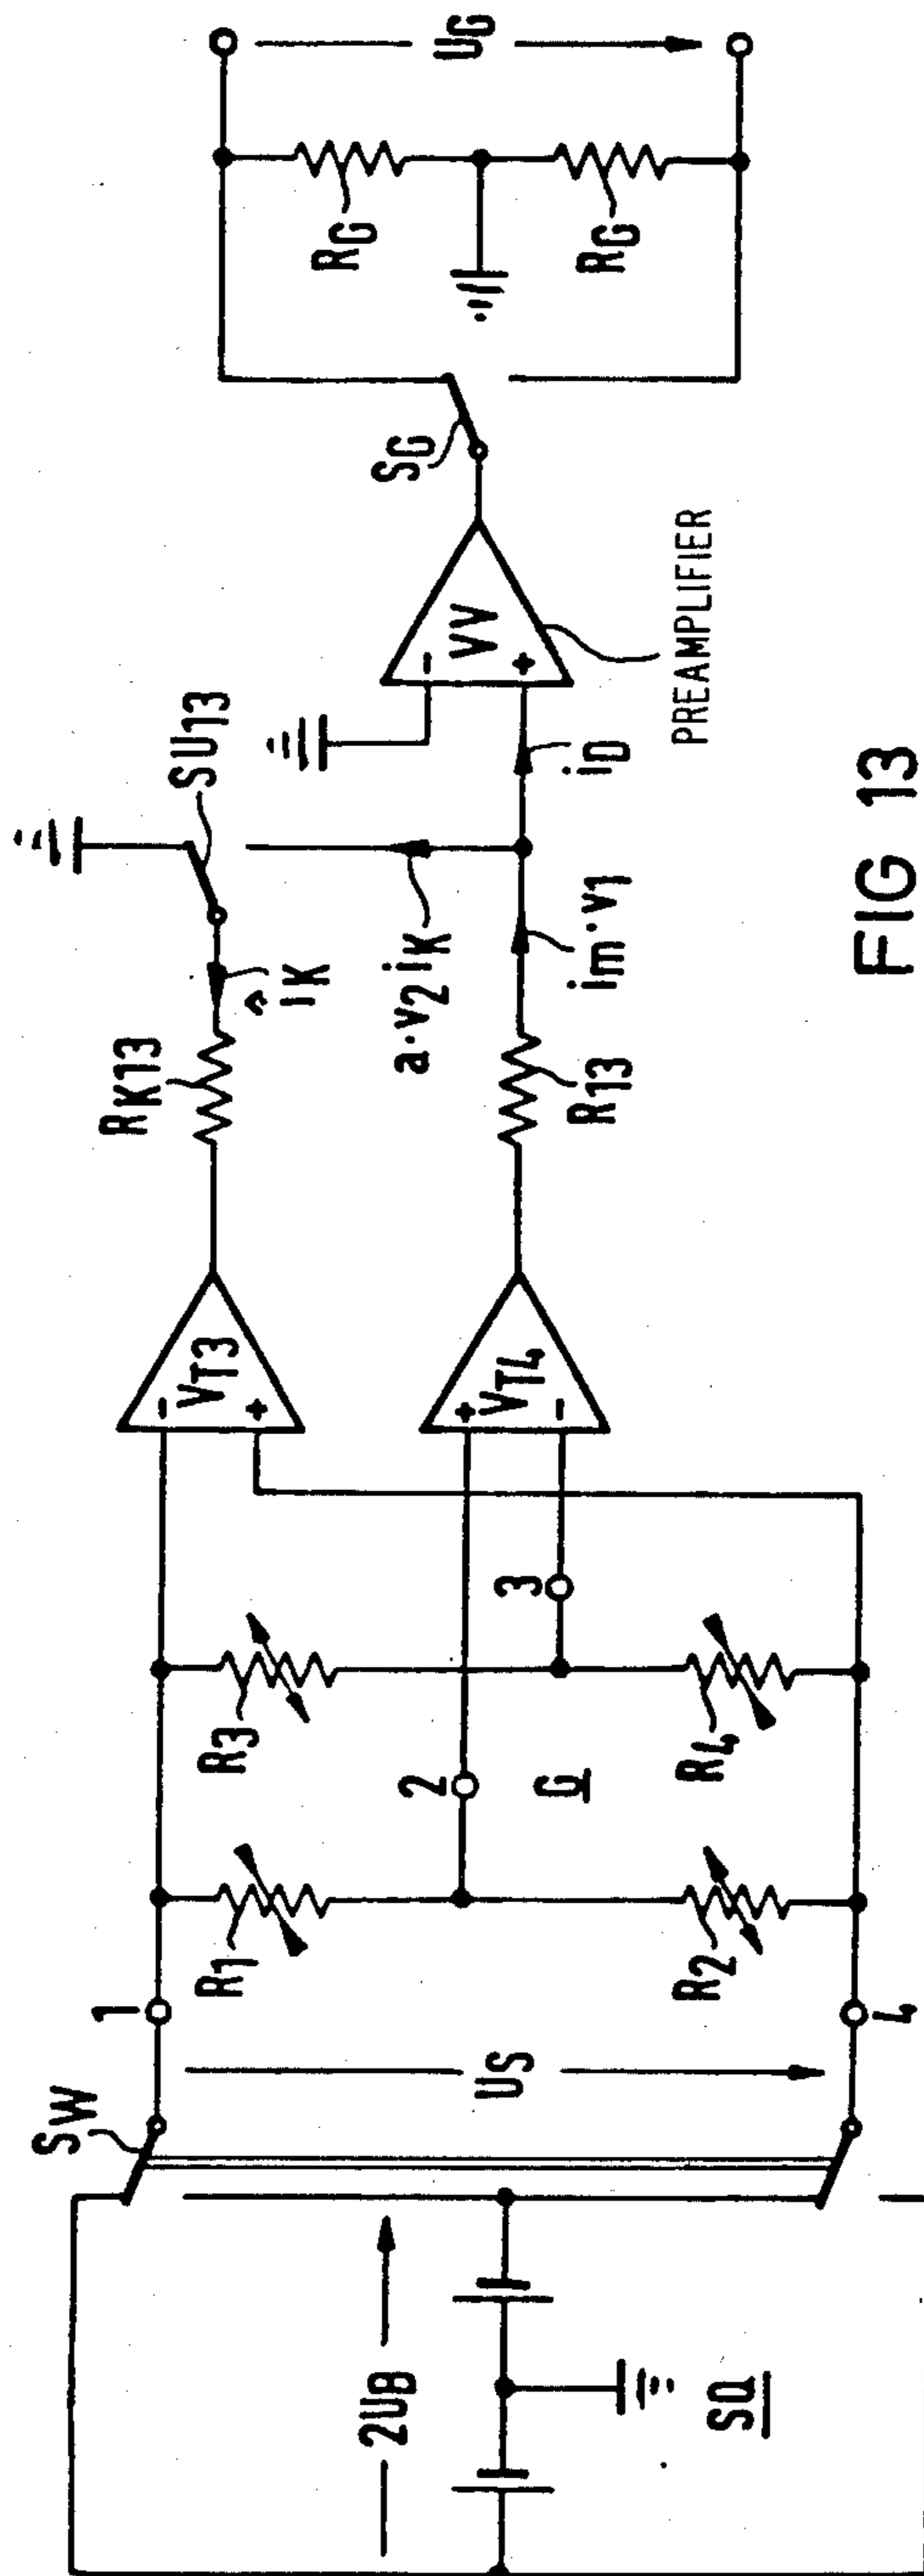 2UB
SQ
SW
1
US
4
R1
R2
2
G
R3
R4
3
- VT3 +
+ VT4 -
RK13
îK
SU13
a·v2iK
R13
im·v1
iD
- VV +
PREAMPLIFIER
SG
RG
RG
UG
FIG 13